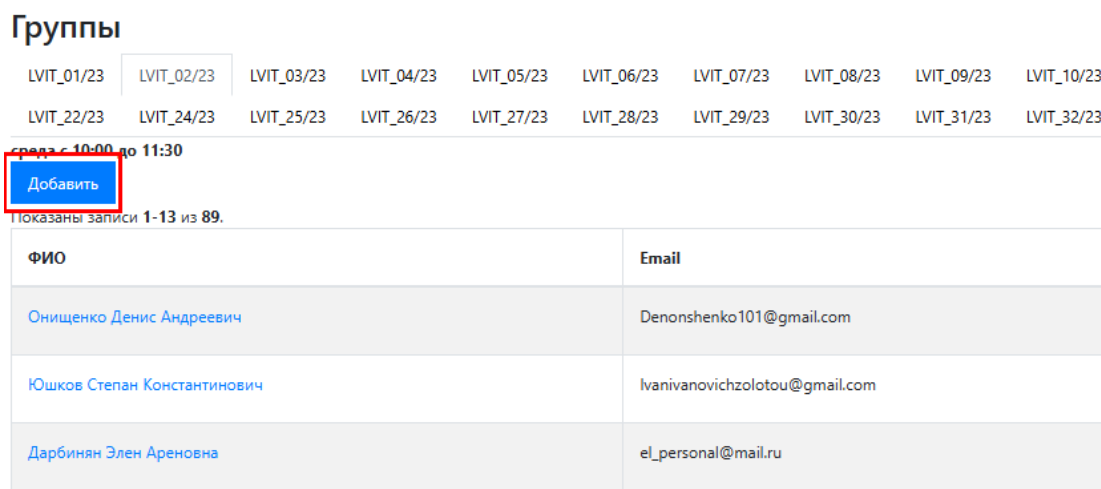 Группы
LVIT_01/23 LVIT_02/23 LVIT_03/23 LVIT_04/23 LVIT_05/23 LVIT_06/23 LVIT_07/23 LVIT_08/23 LVIT_09/23 LVIT_10/23
LVIT_22/23 LVIT_24/23 LVIT_25/23 LVIT_26/23 LVIT_27/23 LVIT_28/23 LVIT_29/23 LVIT_30/23 LVIT_31/23 LVIT_32/23
среда с 10:00 до 11:30
Добавить
Показаны записи 1-13 из 89.
ФИО Email
Онищенко Денис Андреевич Denonshenko101@gmail.com
Юшков Степан Константинович Ivanivanovichzolotou@gmail.com
Дарбинян Элен Ареновна el_personal@mail.ru